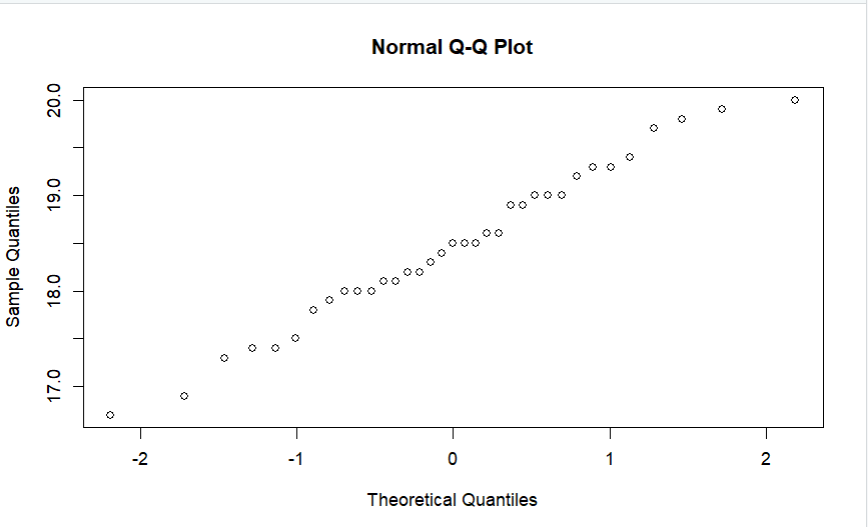 Normal Q-Q Plot
Sample Quantiles
20.0
19.0
18.0
17.0
-2 -1 0 1 2
Theoretical Quantiles